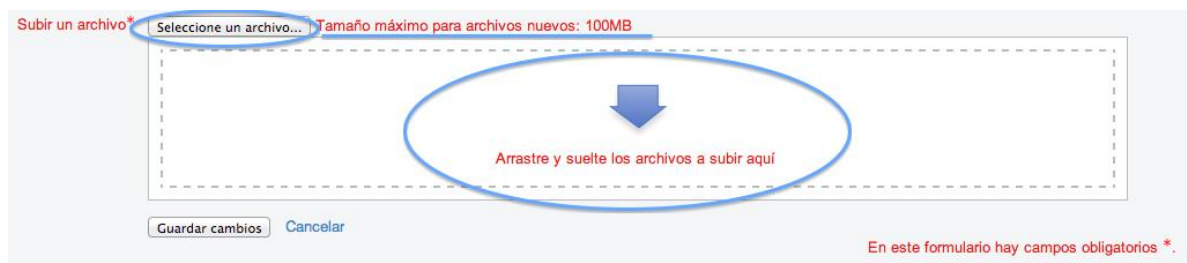 Subir un archivo* Seleccione un archivo... Tamaño máximo para archivos nuevos: 100MB
Arrastre y suelte los archivos a subir aquí
Guardar cambios Cancelar
En este formulario hay campos obligatorios *.